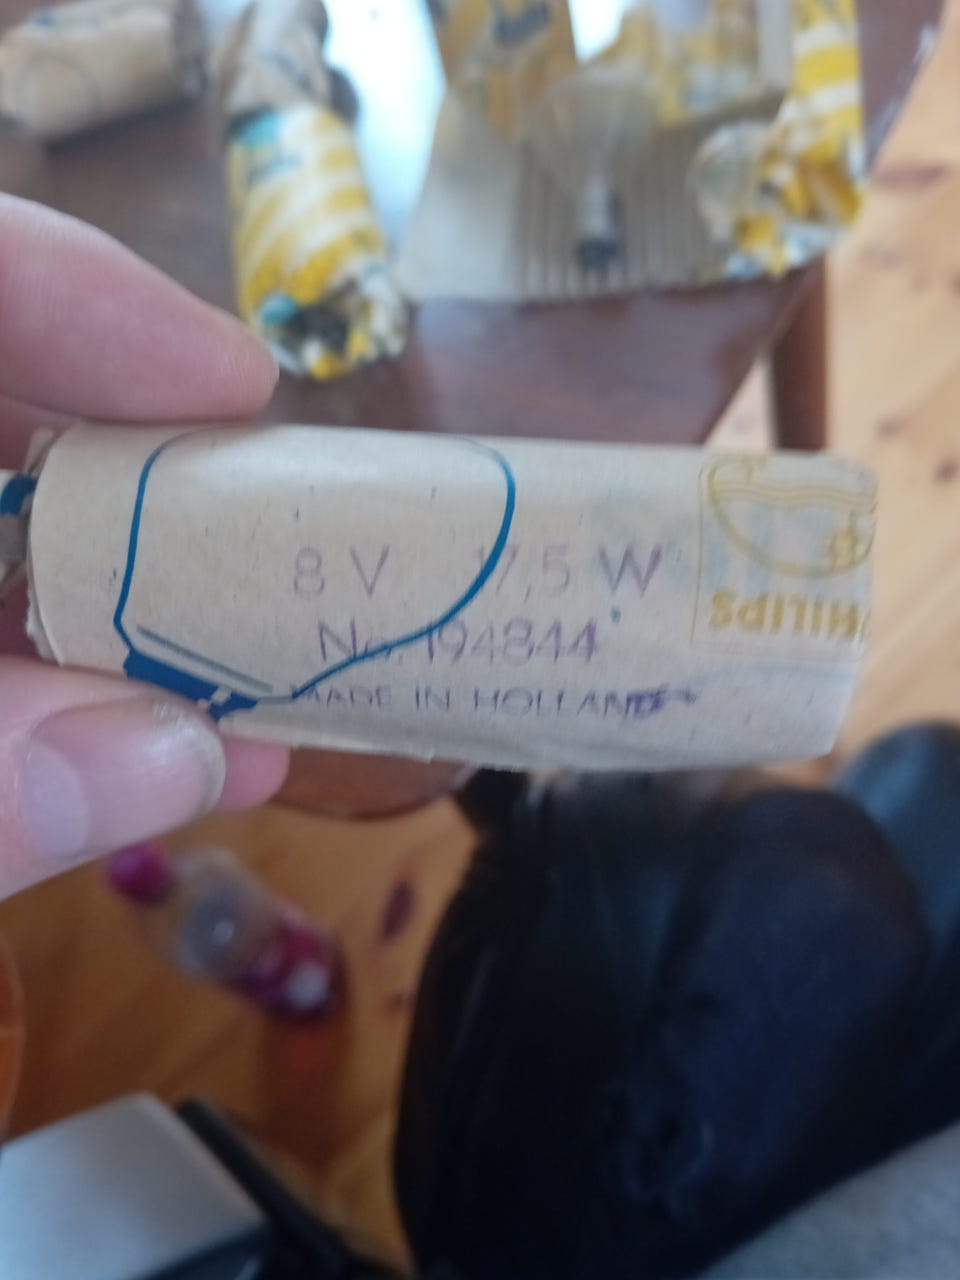 8 V 17,5 W
No. 194844
MADE IN HOLLAND
PHILIPS